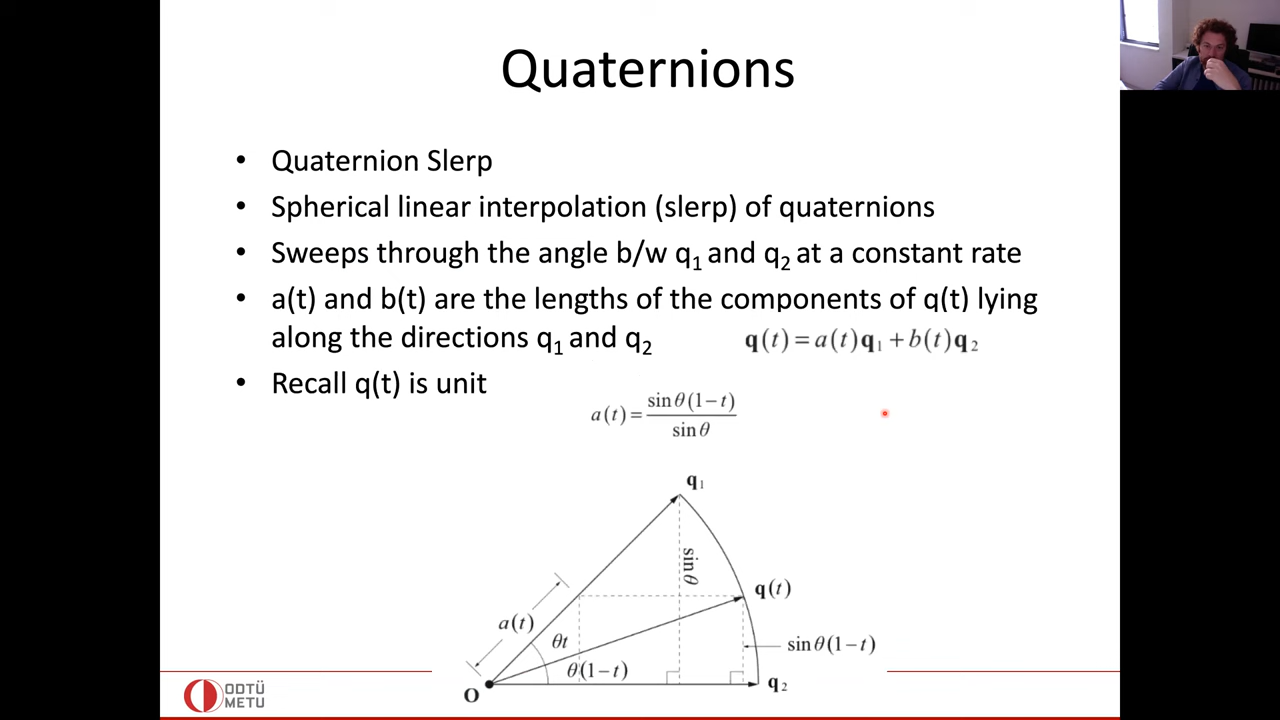 Quaternions
• Quaternion Slerp
• Spherical linear interpolation (slerp) of quaternions
• Sweeps through the angle b/w q₁ and q₂ at a constant rate
• a(t) and b(t) are the lengths of the components of q(t) lying
along the directions q₁ and q₂
q(t) = a(t)q₁ + b(t)q₂
• Recall q(t) is unit
a(t) = sin θ(1−t) / sin θ
q₁
sin θ
q(t)
a(t)
θt
sin θ(1−t)
θ(1−t)
O
q₂
ODTÜ
METU